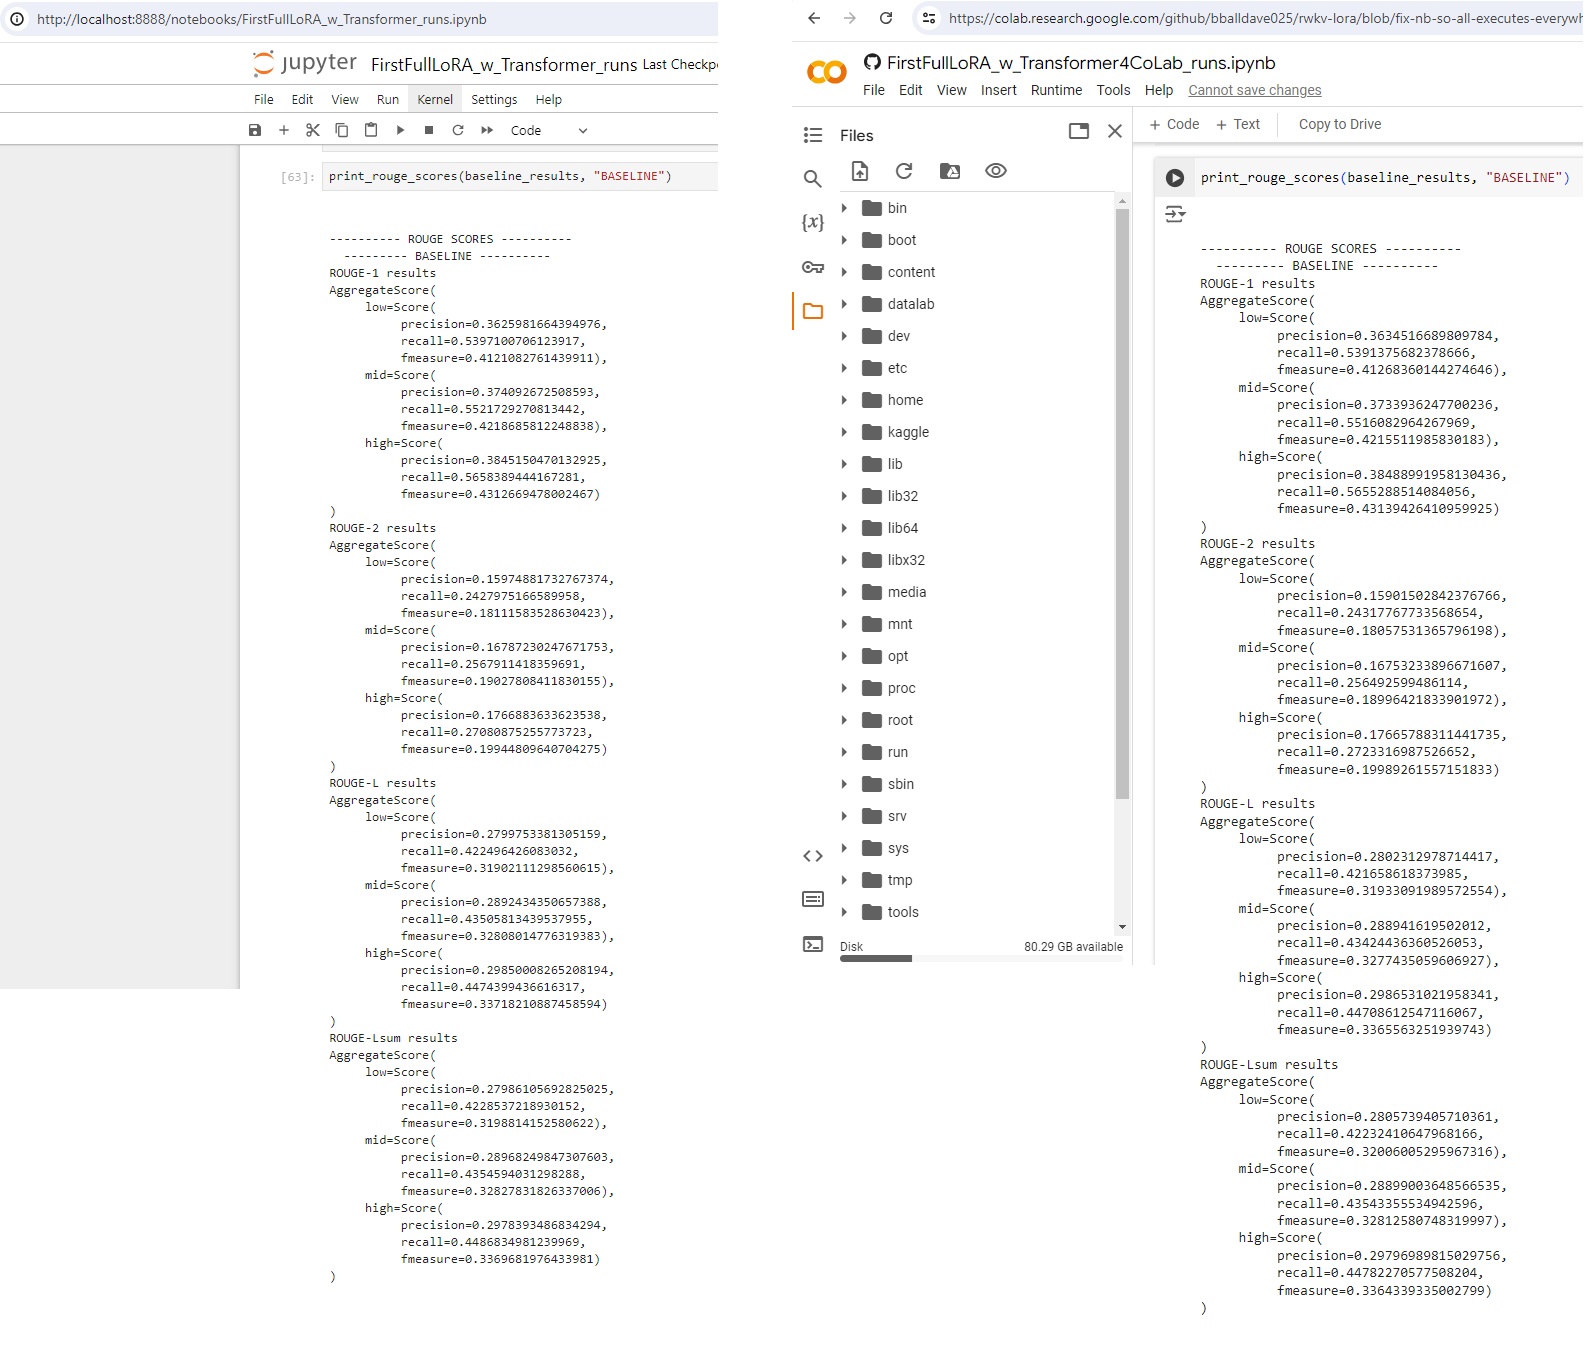 http://localhost:8888/notebooks/FirstFullLoRA_w_Transformer_runs.ipynb
jupyter FirstFullLoRA_w_Transformer_runs Last Checkpo
File Edit View Run Kernel Settings Help
Code
[63]: print_rouge_scores(baseline_results, "BASELINE")
---------- ROUGE SCORES ----------
--------- BASELINE ----------
ROUGE-1 results
AggregateScore(
low=Score(
precision=0.3625981664394976,
recall=0.5397100706123917,
fmeasure=0.4121082761439911),
mid=Score(
precision=0.374092672508593,
recall=0.5521729270813442,
fmeasure=0.4218685812248838),
high=Score(
precision=0.3845150470132925,
recall=0.5658389444167281,
fmeasure=0.4312669478002467)
)
ROUGE-2 results
AggregateScore(
low=Score(
precision=0.15974881732767374,
recall=0.2427975166589958,
fmeasure=0.18111583528630423),
mid=Score(
precision=0.16787230247671753,
recall=0.2567911418359691,
fmeasure=0.19027808411830155),
high=Score(
precision=0.1766883633623538,
recall=0.27080875255773723,
fmeasure=0.19944809640704275)
)
ROUGE-L results
AggregateScore(
low=Score(
precision=0.2799753381305159,
recall=0.422496426083032,
fmeasure=0.31902111298560615),
mid=Score(
precision=0.2892434350657388,
recall=0.43505813439537955,
fmeasure=0.32808014776319383),
high=Score(
precision=0.29850008265208194,
recall=0.4474399436616317,
fmeasure=0.33718210887458594)
)
ROUGE-Lsum results
AggregateScore(
low=Score(
precision=0.27986105692825025,
recall=0.4228537218930152,
fmeasure=0.3198814152580622),
mid=Score(
precision=0.28968249847307603,
recall=0.4354594031298288,
fmeasure=0.32827831826337006),
high=Score(
precision=0.2978393486834294,
recall=0.4486834981239969,
fmeasure=0.3369681976433981)
)
https://colab.research.google.com/github/bballdave025/rwkv-lora/blob/fix-nb-so-all-executes-everywh
CO FirstFullLoRA_w_Transformer4CoLab_runs.ipynb
File Edit View Insert Runtime Tools Help Cannot save changes
Files
{x}
bin
boot
content
datalab
dev
etc
home
kaggle
lib
lib32
lib64
libx32
media
mnt
opt
proc
root
run
sbin
srv
sys
tmp
tools
Disk 80.29 GB available
+ Code + Text Copy to Drive
print_rouge_scores(baseline_results, "BASELINE")
---------- ROUGE SCORES ----------
--------- BASELINE ----------
ROUGE-1 results
AggregateScore(
low=Score(
precision=0.3634516689809784,
recall=0.5391375682378666,
fmeasure=0.41268360144274646),
mid=Score(
precision=0.3733936247700236,
recall=0.5516082964267969,
fmeasure=0.4215511985830183),
high=Score(
precision=0.38488991958130436,
recall=0.5655288514084056,
fmeasure=0.43139426410959925)
)
ROUGE-2 results
AggregateScore(
low=Score(
precision=0.15901502842376766,
recall=0.24317767733568654,
fmeasure=0.18057531365796198),
mid=Score(
precision=0.16753233896671607,
recall=0.256492599486114,
fmeasure=0.18996421833901972),
high=Score(
precision=0.17665788311441735,
recall=0.2723316987526652,
fmeasure=0.19989261557151833)
)
ROUGE-L results
AggregateScore(
low=Score(
precision=0.2802312978714417,
recall=0.421658618373985,
fmeasure=0.31933091989572554),
mid=Score(
precision=0.288941619502012,
recall=0.43424436360526053,
fmeasure=0.3277435059606927),
high=Score(
precision=0.2986531021958341,
recall=0.44708612547116067,
fmeasure=0.3365563251939743)
)
ROUGE-Lsum results
AggregateScore(
low=Score(
precision=0.2805739405710361,
recall=0.42232410647968166,
fmeasure=0.32006005295967316),
mid=Score(
precision=0.28899003648566535,
recall=0.43543355534942596,
fmeasure=0.32812580748319997),
high=Score(
precision=0.29796989815029756,
recall=0.44782270577508204,
fmeasure=0.3364339335002799)
)